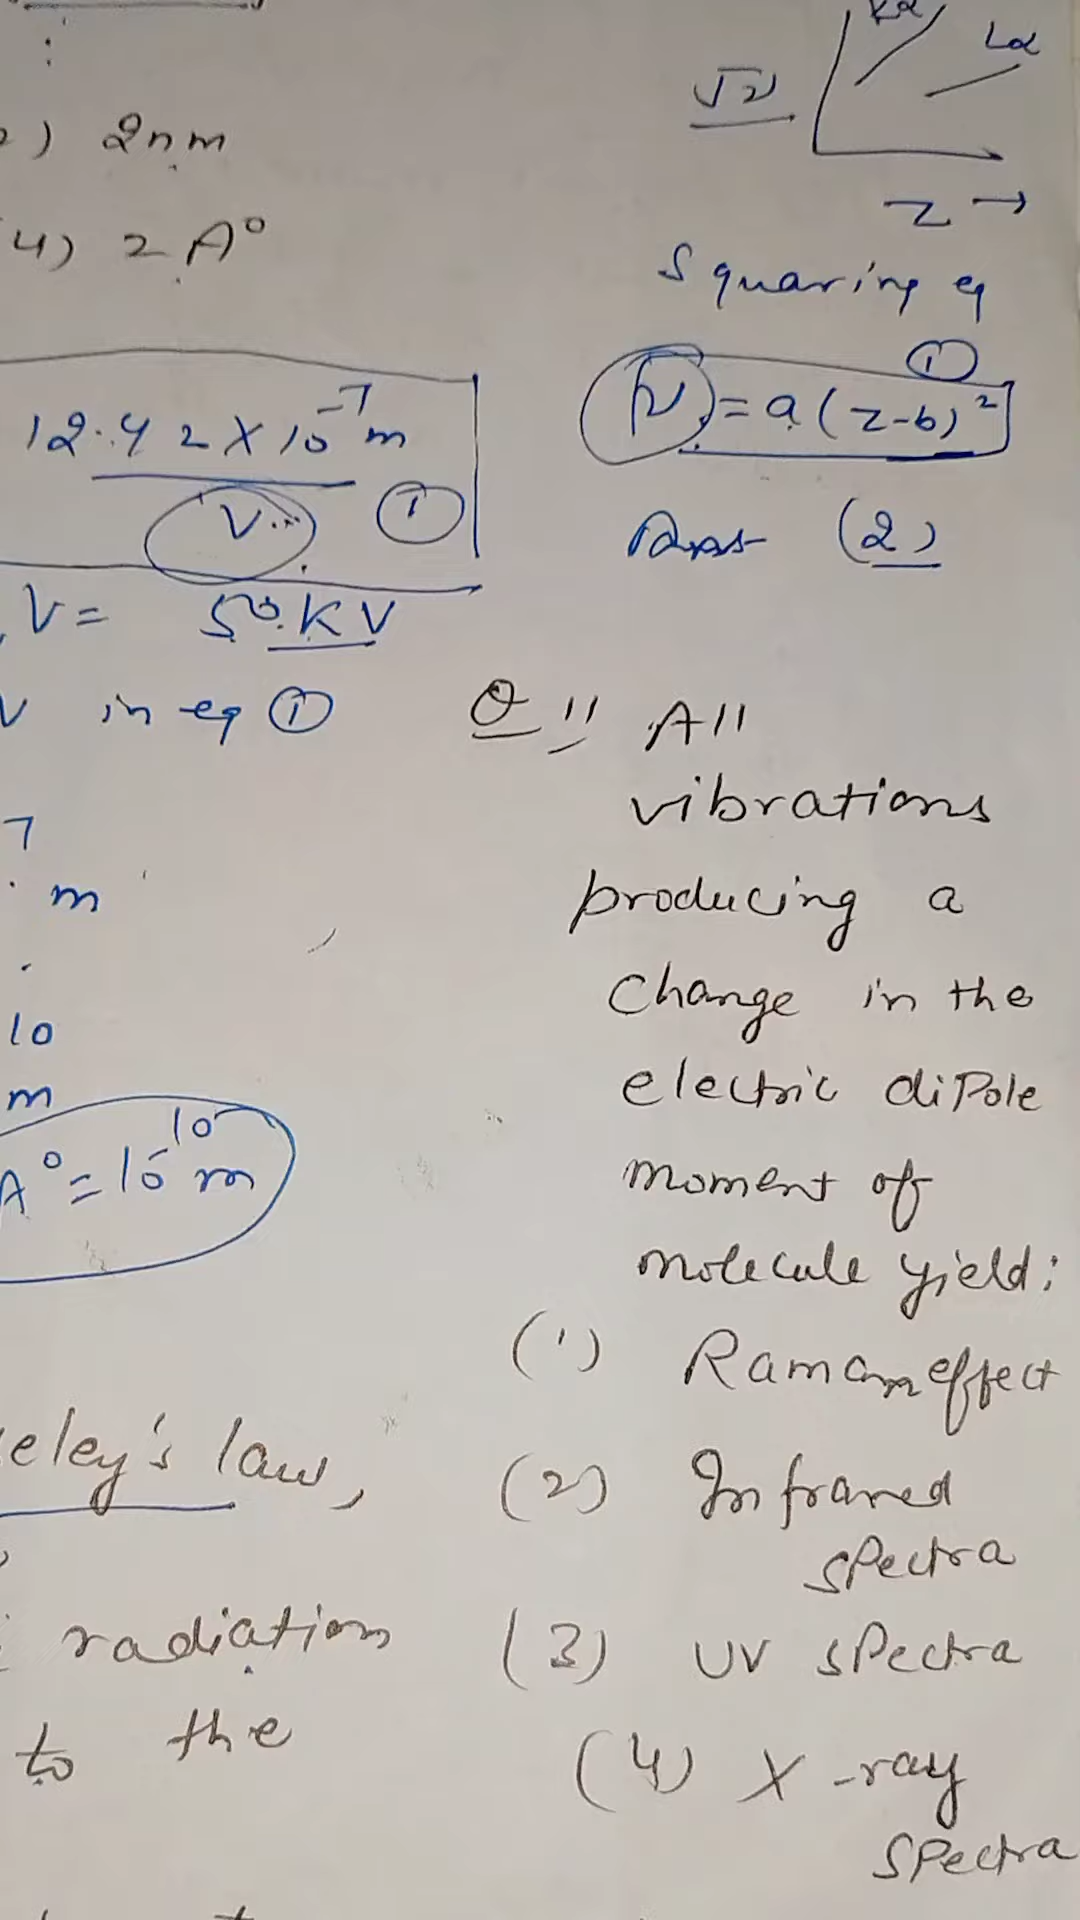 2nm
(4) 2 A°
12.42 X 10⁻⁷ m
V
①
V = 50 KV
V in eq ①
7
m
10
m
A° = 10⁻¹⁰ m
eley's law,
radiation
to the
Kα
Lα
√ν
Z →
Squaring eq
①
ν = a (z-b)²
Ans (2)
Q 11 All
vibrations
producing a
change in the
electric dipole
moment of
molecule yield:
(1) Raman effect
(2) Infrared
spectra
(3) UV spectra
(4) X-ray
spectra